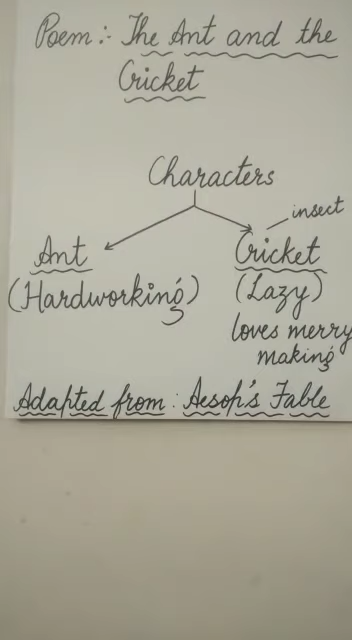 Poem :- The Ant and the
Cricket
Characters
insect
Ant
Cricket
(Hardworking)
(Lazy)
loves merry
making
Adapted from : Aesop's Fable